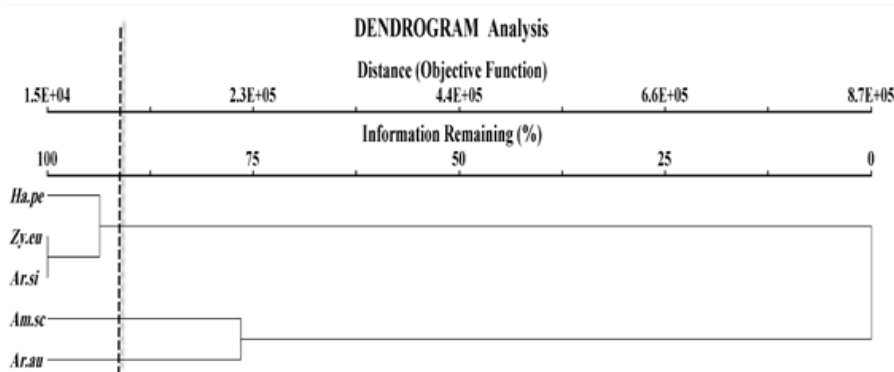 DENDROGRAM Analysis
Distance (Objective Function)
1.5E+04 2.3E+05 4.4E+05 6.6E+05 8.7E+05
Information Remaining (%)
100 75 50 25 0
Ha.pe
Zy.eu
Ar.si
Am.sc
Ar.au